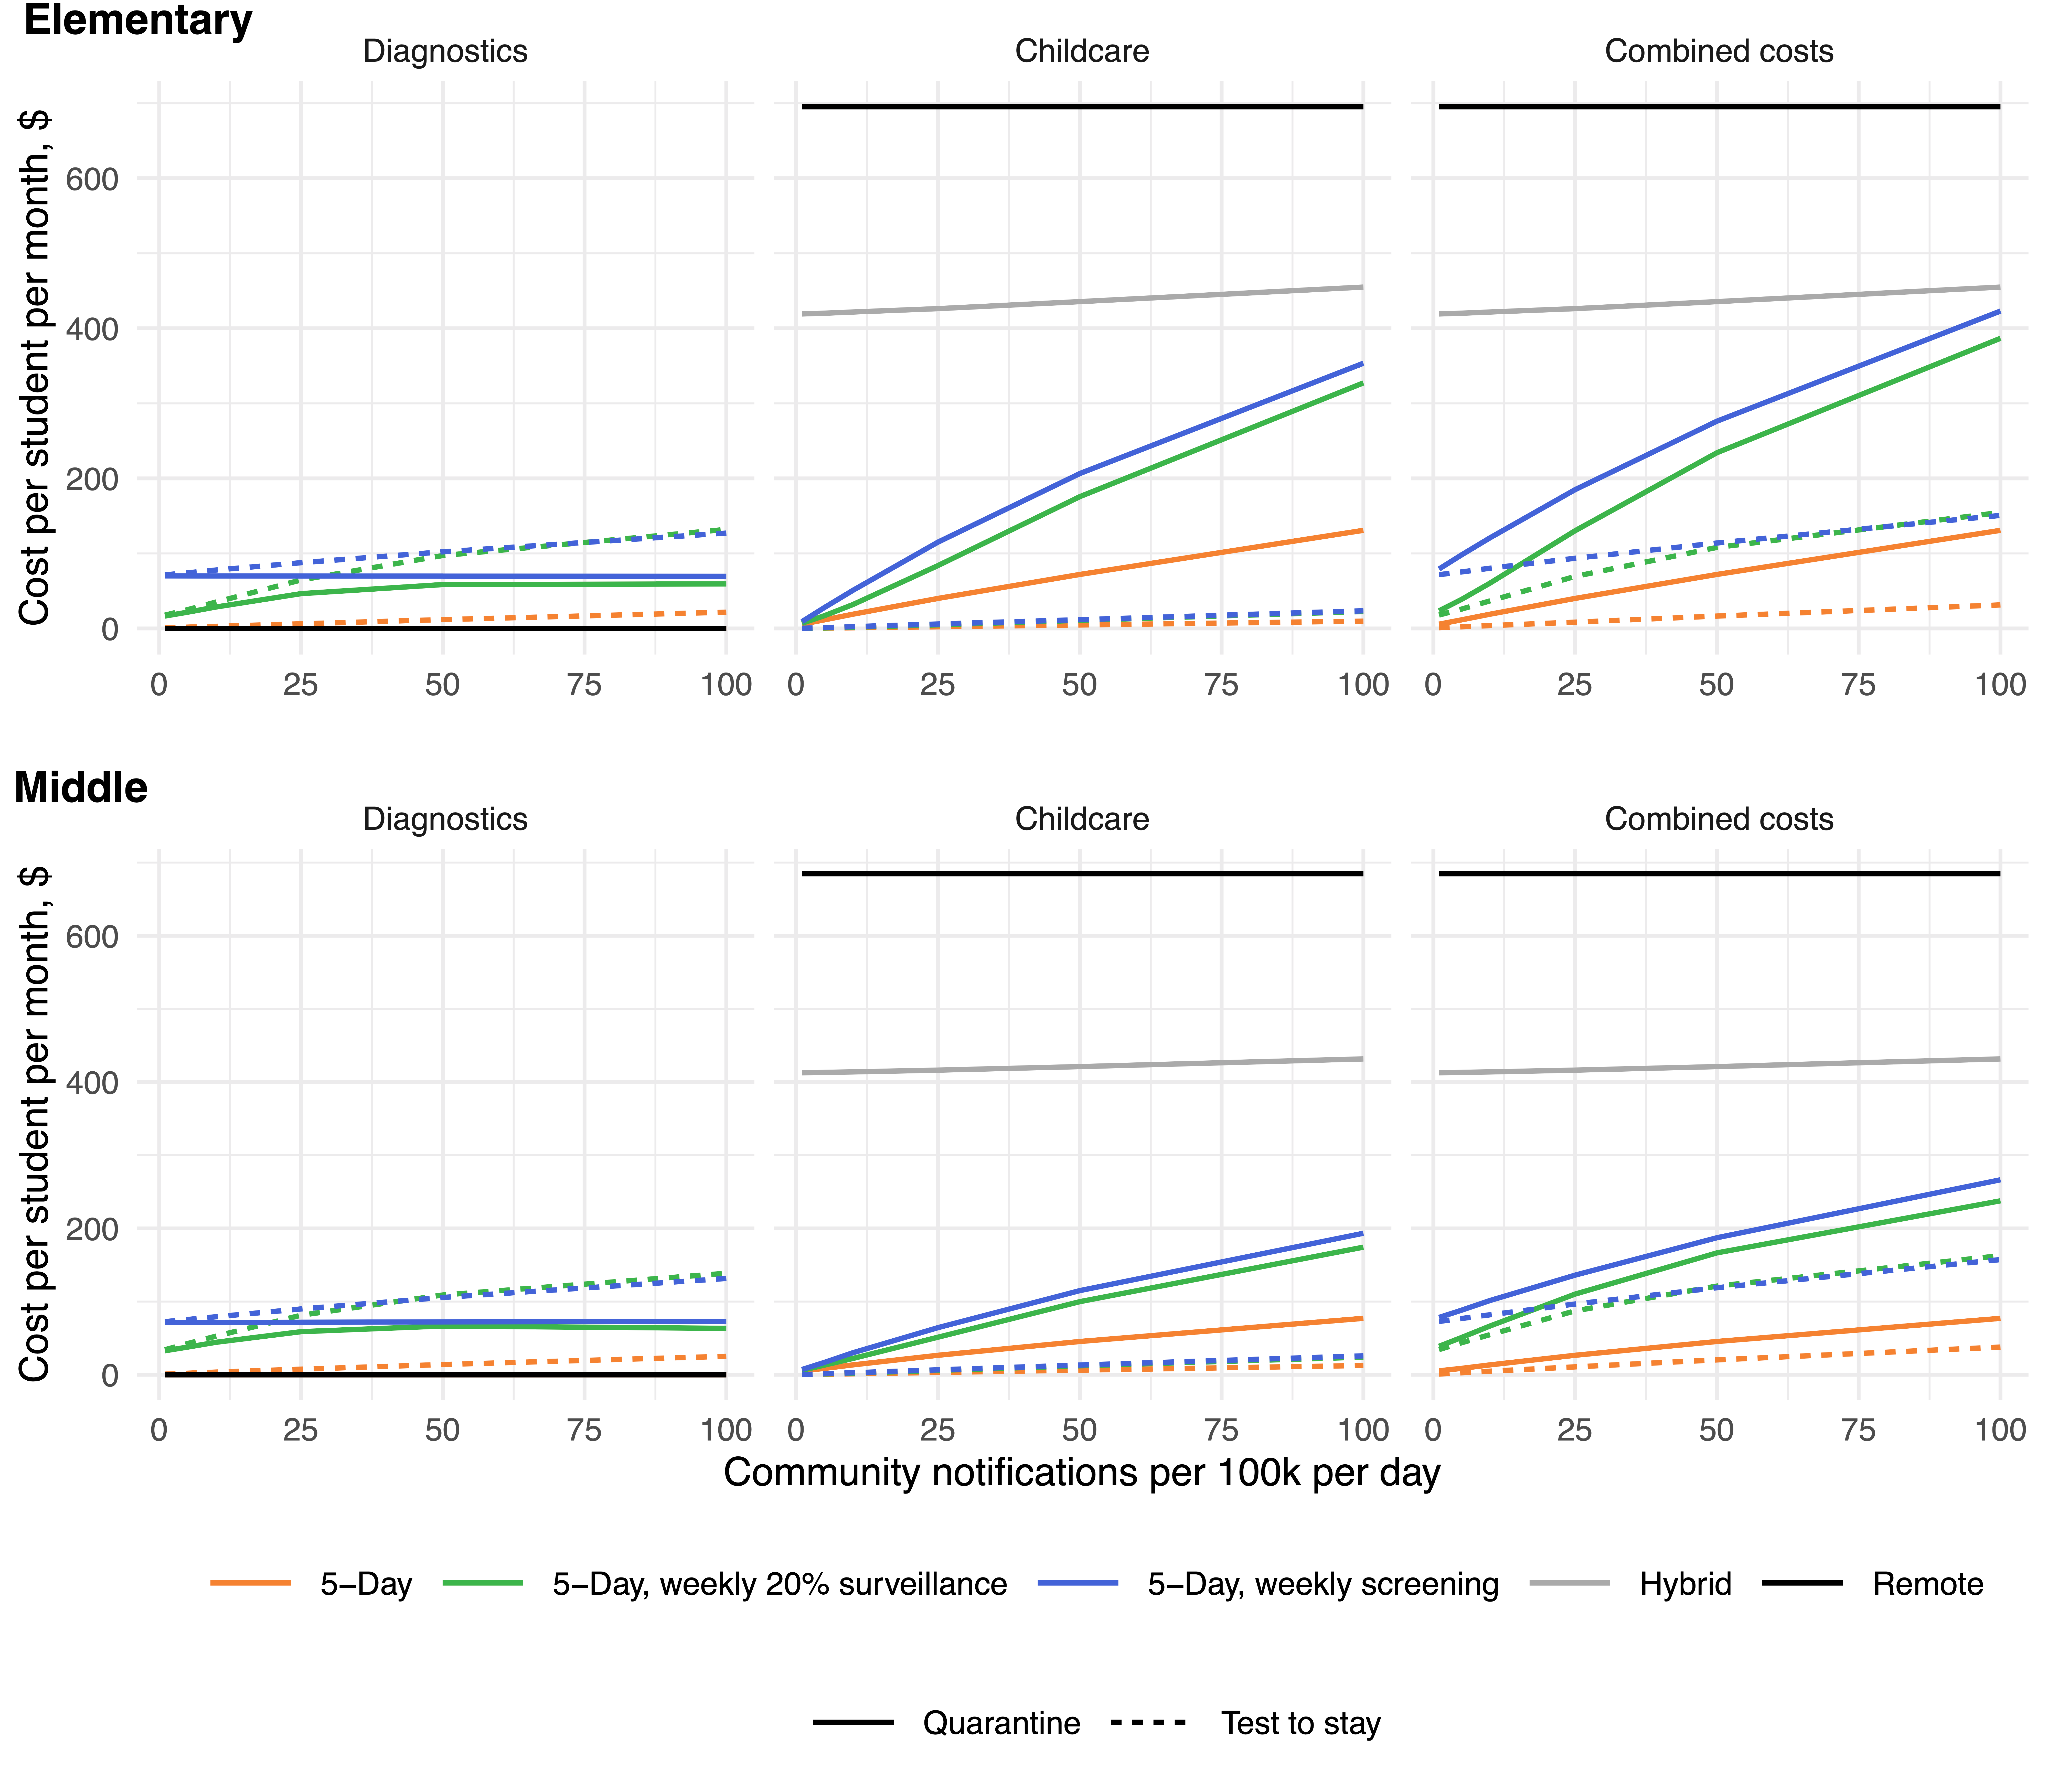 Elementary
Diagnostics Childcare Combined costs
Cost per student per month, $
600
400
200
0
0 25 50 75 100 0 25 50 75 100 0 25 50 75 100
Middle
Diagnostics Childcare Combined costs
Cost per student per month, $
600
400
200
0
0 25 50 75 100 0 25 50 75 100 0 25 50 75 100
Community notifications per 100k per day
5−Day 5−Day, weekly 20% surveillance 5−Day, weekly screening Hybrid Remote
Quarantine Test to stay